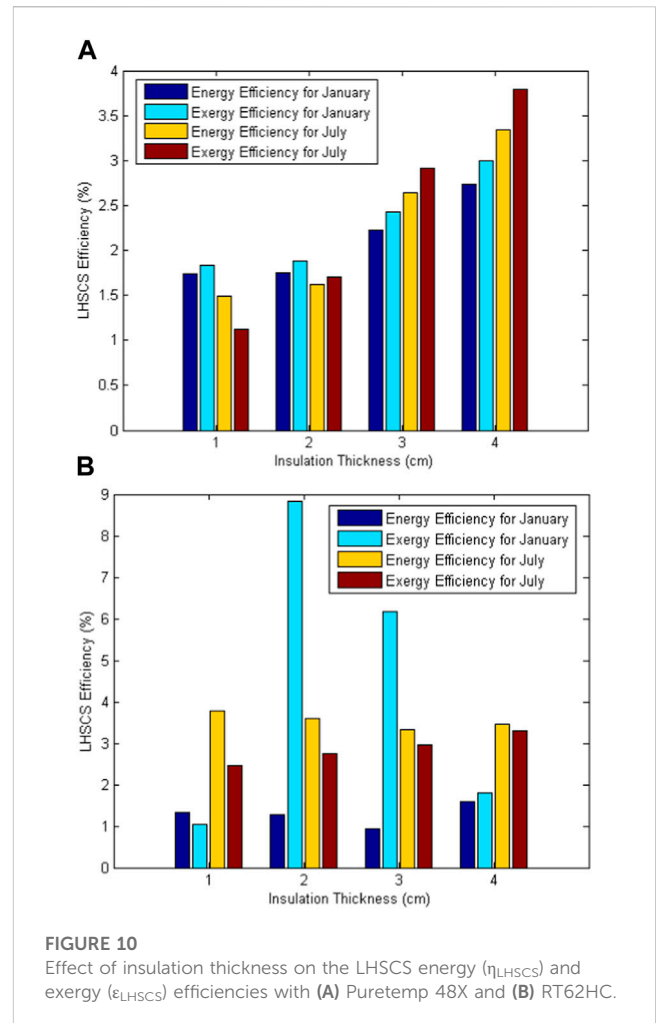 A
4
3.5
3
2.5
2
1.5
1
0.5
0
LHSCS Efficiency (%)
Energy Efficiency for January
Exergy Efficiency for January
Energy Efficiency for July
Exergy Efficiency for July
1 2 3 4
Insulation Thickness (cm)
B
9
8
7
6
5
4
3
2
1
0
LHSCS Efficiency (%)
Energy Efficiency for January
Exergy Efficiency for January
Energy Efficiency for July
Exergy Efficiency for July
1 2 3 4
Insulation Thickness (cm)
FIGURE 10
Effect of insulation thickness on the LHSCS energy (ηLHSCS) and
exergy (εLHSCS) efficiencies with (A) Puretemp 48X and (B) RT62HC.